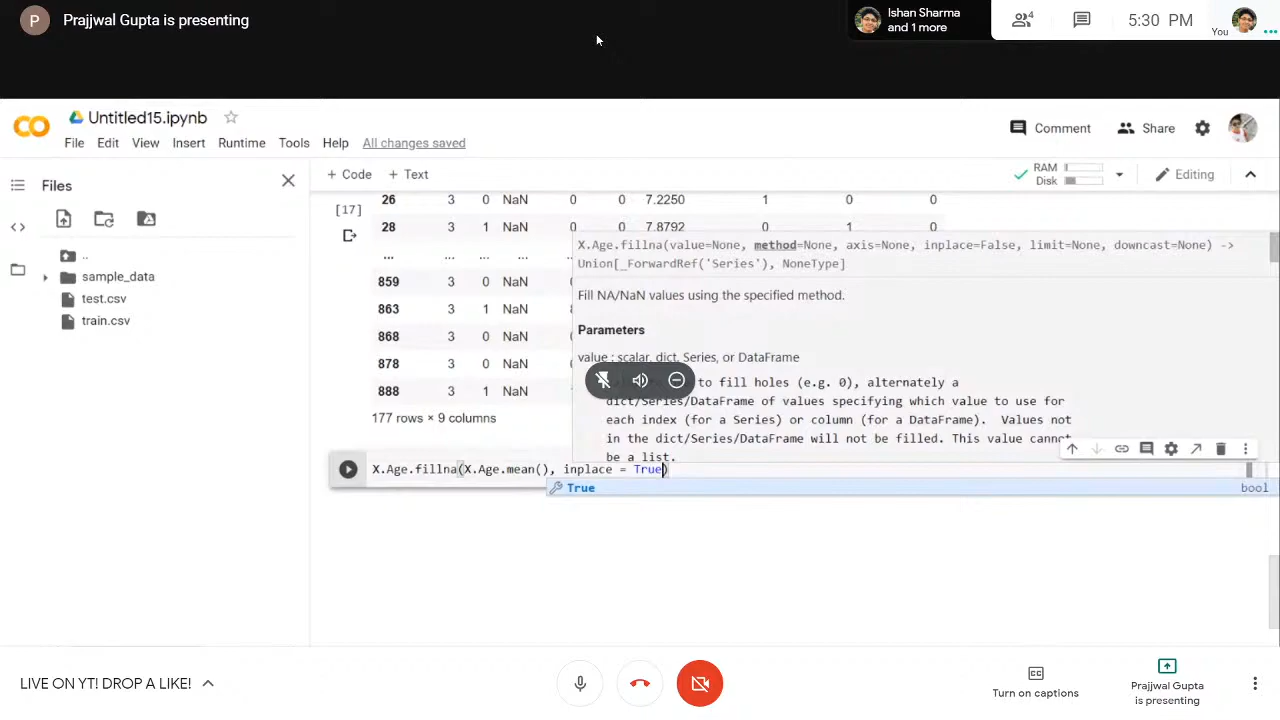 P Prajjwal Gupta is presenting
Ishan Sharma
and 1 more
4
5:30 PM
You
CO Untitled15.ipynb
File Edit View Insert Runtime Tools Help All changes saved
Comment Share
Files
+ Code + Text
RAM
Disk
Editing
..
sample_data
test.csv
train.csv
[17]
26 3 0 NaN 0 0 7.2250 1 0 0
28 3 1 NaN 0 0 7.8792 0 1 0
... ... ... ...
859 3 0 NaN
863 3 1 NaN
868 3 0 NaN
878 3 0 NaN
888 3 1 NaN
177 rows × 9 columns
X.Age.fillna(value=None, method=None, axis=None, inplace=False, limit=None, downcast=None) ->
Union[_ForwardRef('Series'), NoneType]
Fill NA/NaN values using the specified method.
Parameters
value : scalar, dict, Series, or DataFrame
to fill holes (e.g. 0), alternately a
dict/Series/DataFrame of values specifying which value to use for
each index (for a Series) or column (for a DataFrame). Values not
in the dict/Series/DataFrame will not be filled. This value cannot
be a list.
X.Age.fillna(X.Age.mean(), inplace = True)
True bool
LIVE ON YT! DROP A LIKE!
Turn on captions
Prajjwal Gupta
is presenting